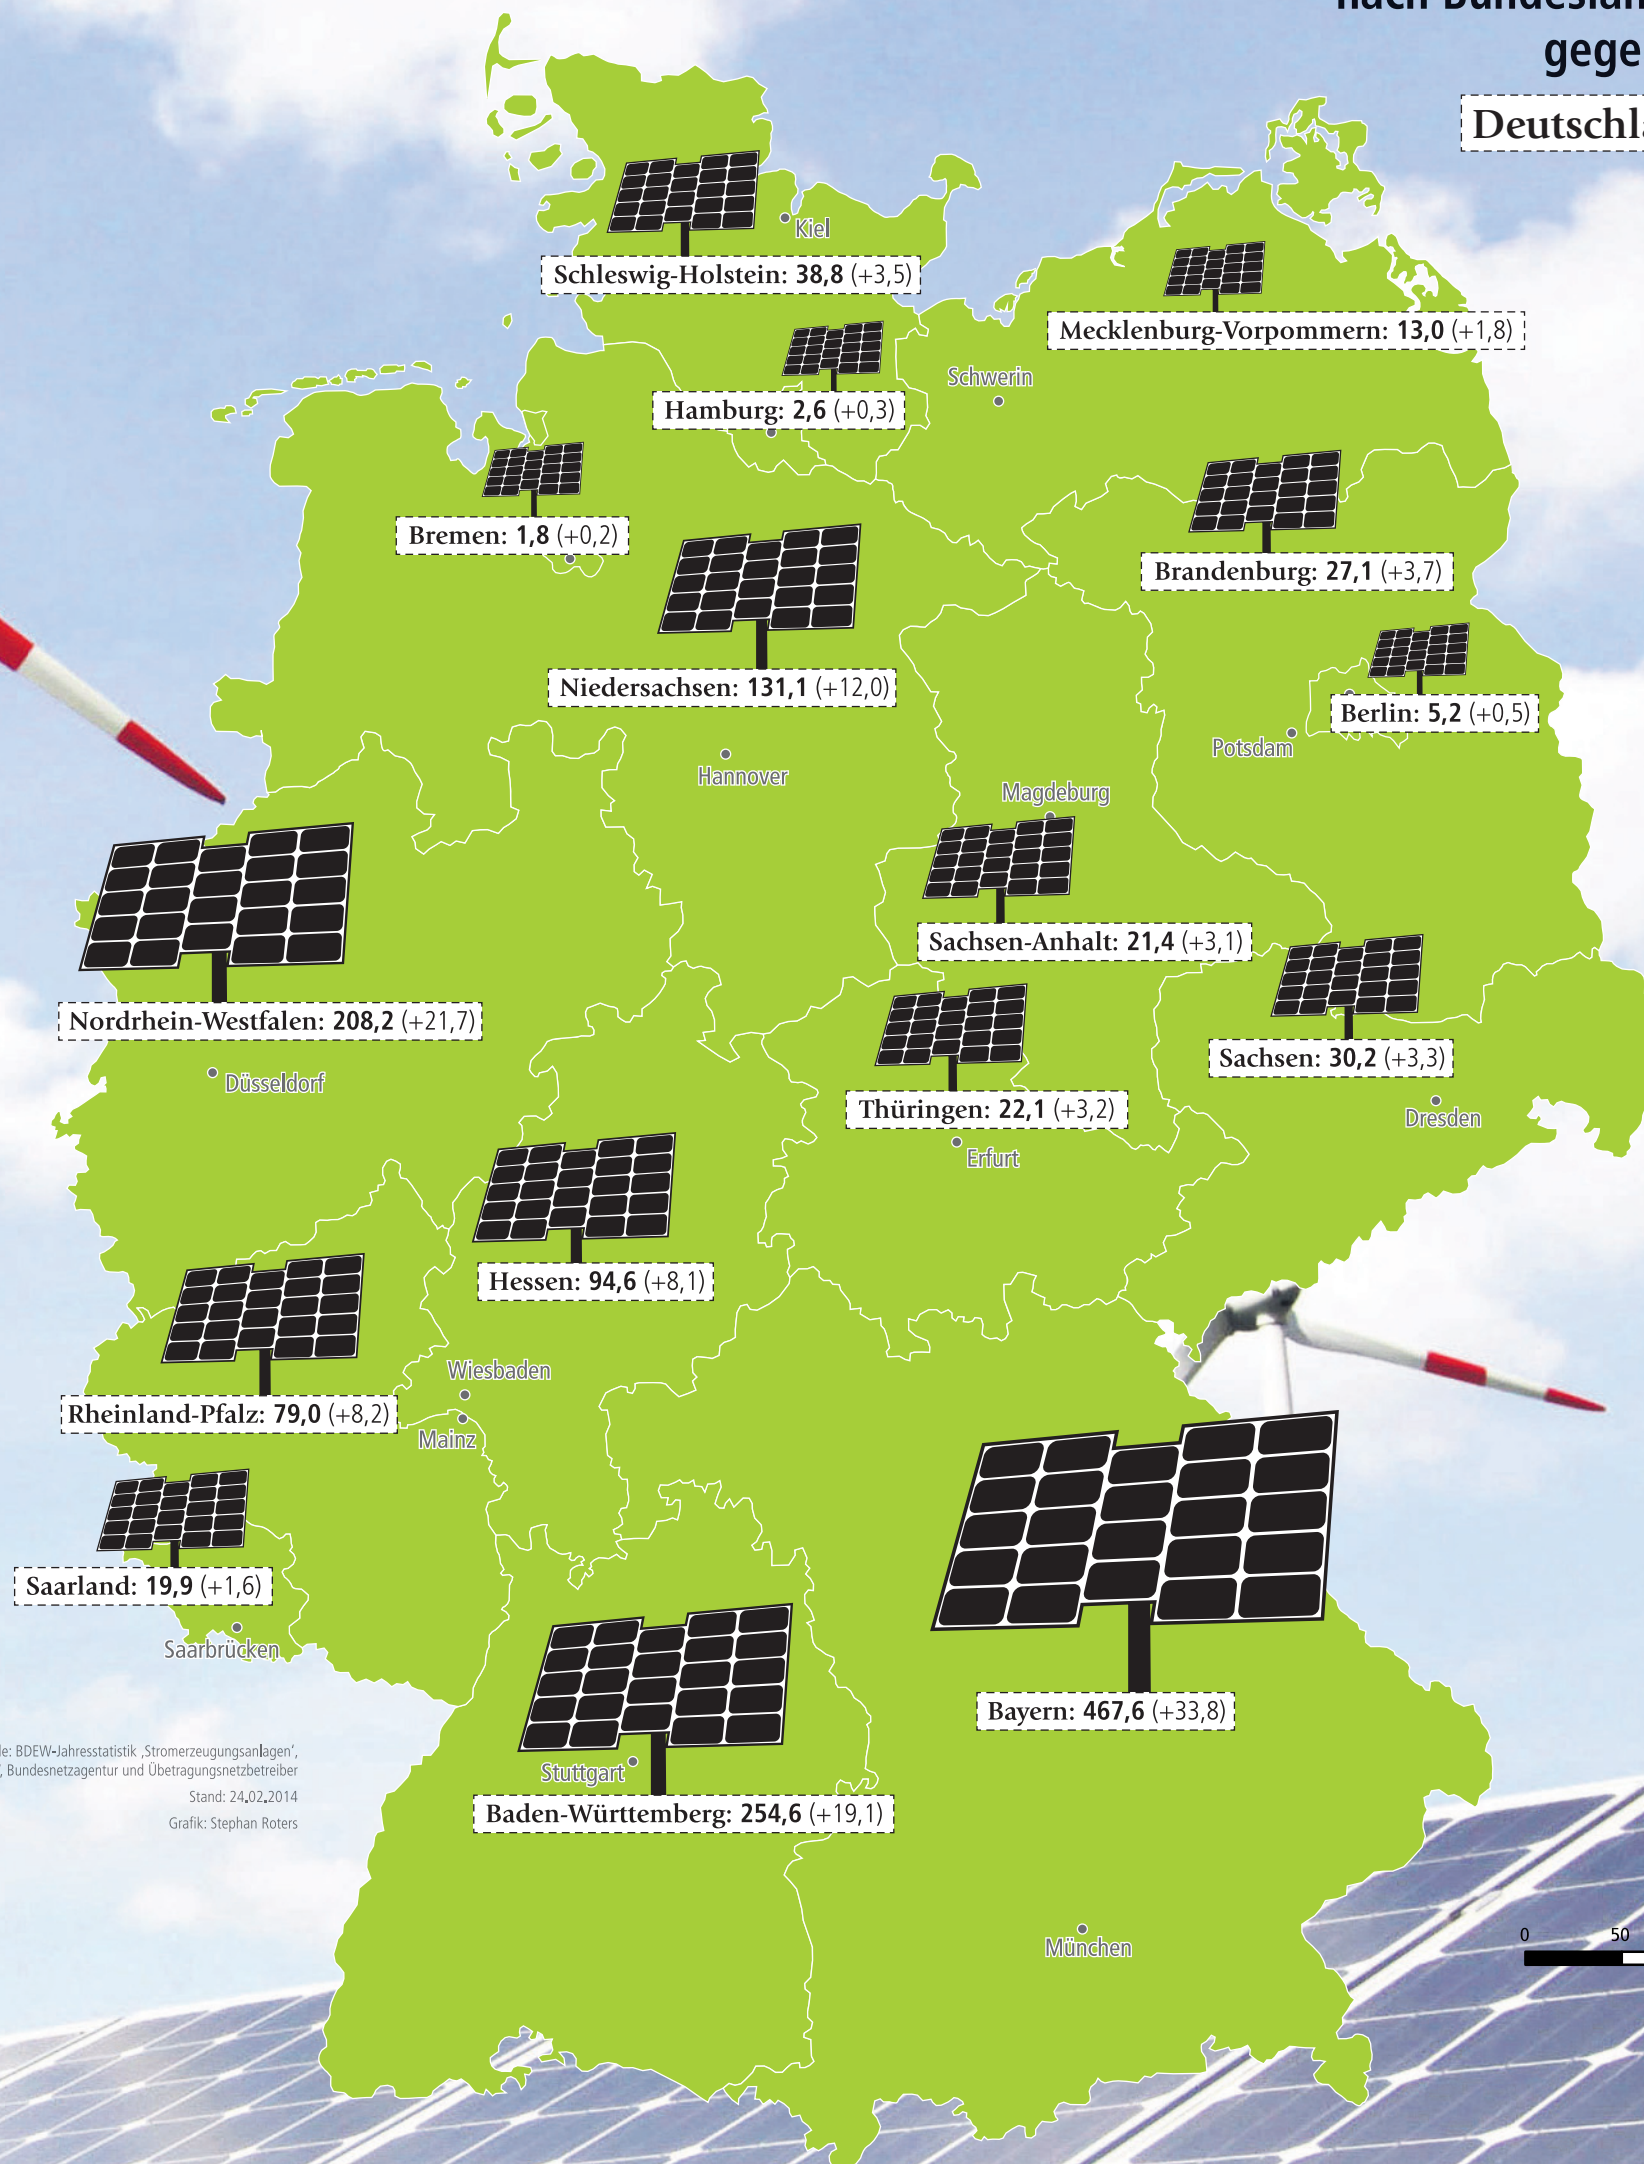 nach
gege
Deutschla
Kiel
Schleswig-Holstein: 38,8 (+3,5)
Mecklenburg-Vorpommern: 13,0 (+1,8)
Schwerin
Hamburg: 2,6 (+0,3)
Bremen: 1,8 (+0,2)
Brandenburg: 27,1 (+3,7)
Niedersachsen: 131,1 (+12,0)
Berlin: 5,2 (+0,5)
Potsdam
Hannover
Magdeburg
Sachsen-Anhalt: 21,4 (+3,1)
Nordrhein-Westfalen: 208,2 (+21,7)
Sachsen: 30,2 (+3,3)
Düsseldorf
Thüringen: 22,1 (+3,2)
Dresden
Erfurt
Hessen: 94,6 (+8,1)
Wiesbaden
Rheinland-Pfalz: 79,0 (+8,2)
Mainz
Saarland: 19,9 (+1,6)
Saarbrücken
Bayern: 467,6 (+33,8)
le: BDEW-Jahresstatistik ‚Stromerzeugungsanlagen‘,
, Bundesnetzagentur und Übetragungsnetzbetreiber
Stand: 24.02.2014
Grafik: Stephan Roters
Stuttgart
Baden-Württemberg: 254,6 (+19,1)
München
0 50